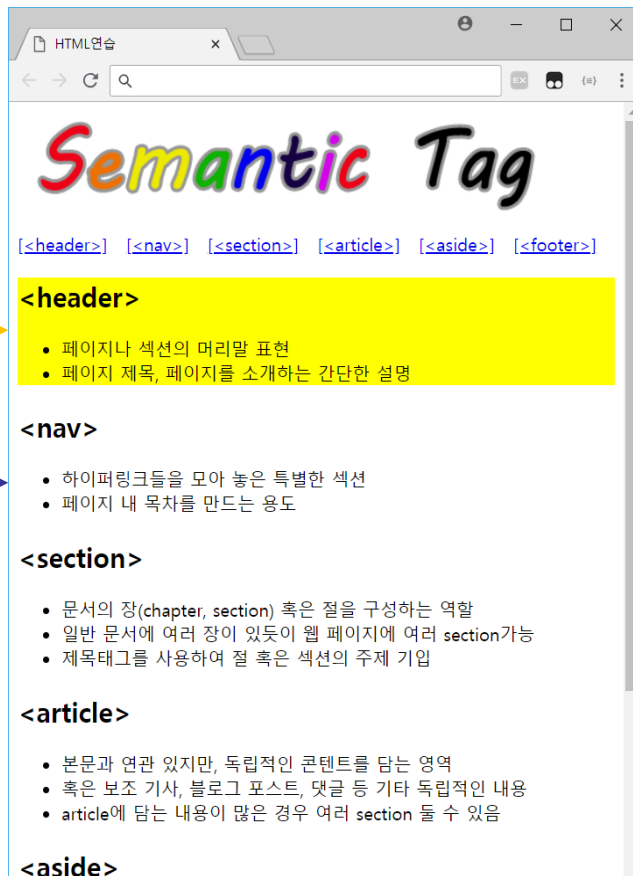 HTML연습
EX
{=}
Semantic Tag
[<header>] [<nav>] [<section>] [<article>] [<aside>] [<footer>]
<header>
페이지나 섹션의 머리말 표현
페이지 제목, 페이지를 소개하는 간단한 설명
<nav>
하이퍼링크들을 모아 놓은 특별한 섹션
페이지 내 목차를 만드는 용도
<section>
문서의 장(chapter, section) 혹은 절을 구성하는 역할
일반 문서에 여러 장이 있듯이 웹 페이지에 여러 section가능
제목태그를 사용하여 절 혹은 섹션의 주제 기입
<article>
본문과 연관 있지만, 독립적인 콘텐트를 담는 영역
혹은 보조 기사, 블로그 포스트, 댓글 등 기타 독립적인 내용
article에 담는 내용이 많은 경우 여러 section 둘 수 있음
<aside>